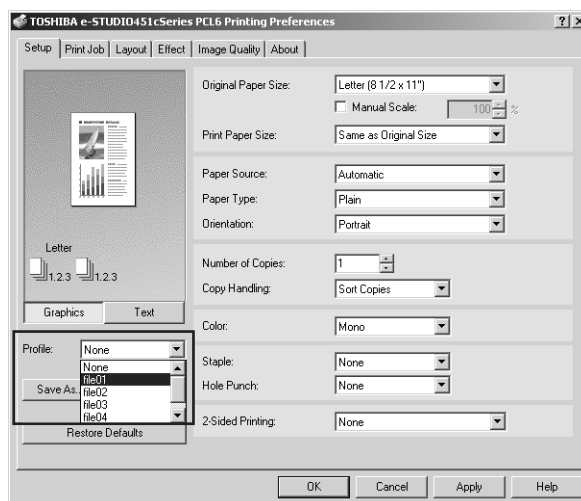 TOSHIBA e-STUDIO451cSeries PCL6 Printing Preferences
Setup Print Job Layout Effect Image Quality About
Original Paper Size: Letter (8 1/2 x 11")
Manual Scale: 100 %
Print Paper Size: Same as Original Size
Paper Source: Automatic
Paper Type: Plain
Orientation: Portrait
Letter
1.2.3 1.2.3
Number of Copies: 1
Copy Handling: Sort Copies
Graphics Text
Color: Mono
Profile: None
None
file01
file02
file03
file04
Save As..
Restore Defaults
Staple: None
Hole Punch: None
2-Sided Printing: None
OK Cancel Apply Help